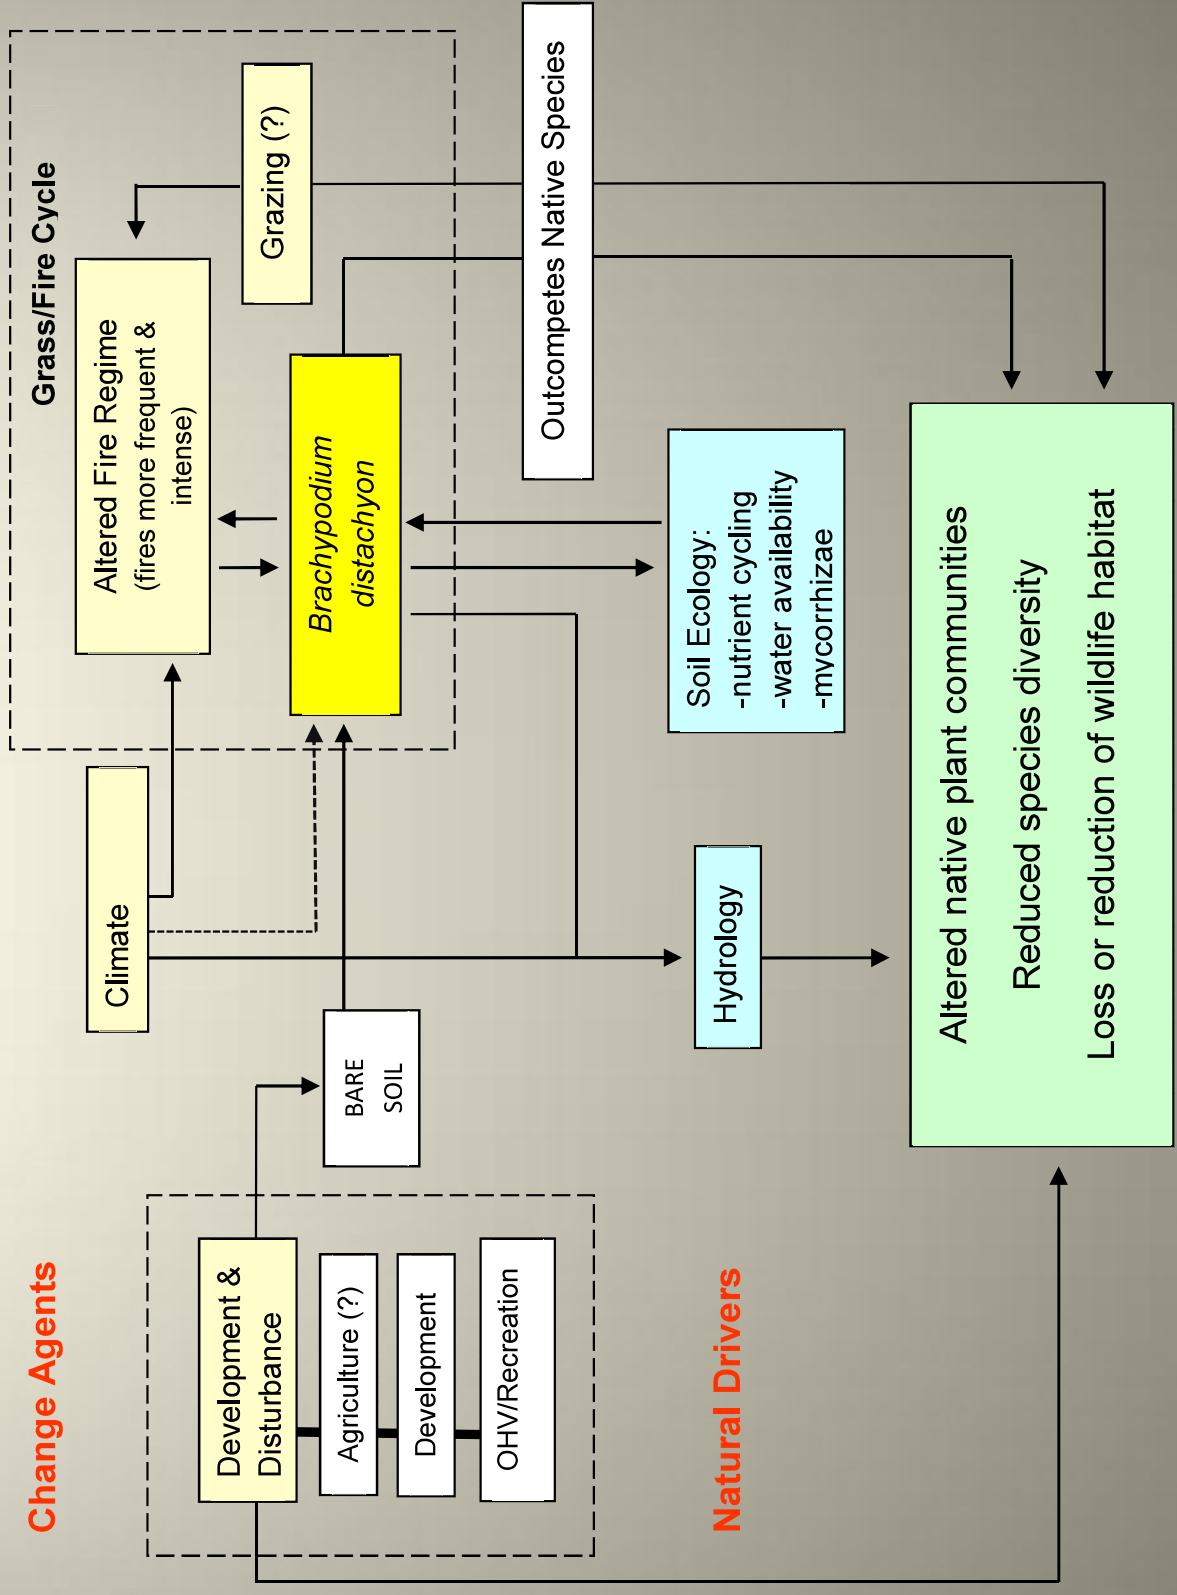 Change Agents
Grass/Fire Cycle
Climate
Altered Fire Regime
(fires more frequent &
intense)
Grazing (?)
Development &
Disturbance
Agriculture (?)
Development
OHV/Recreation
BARE
SOIL
Brachypodium
distachyon
Outcompetes Native Species
Natural Drivers
Hydrology
Soil Ecology:
-nutrient cycling
-water availability
-mycorrhizae
Altered native plant communities
Reduced species diversity
Loss or reduction of wildlife habitat